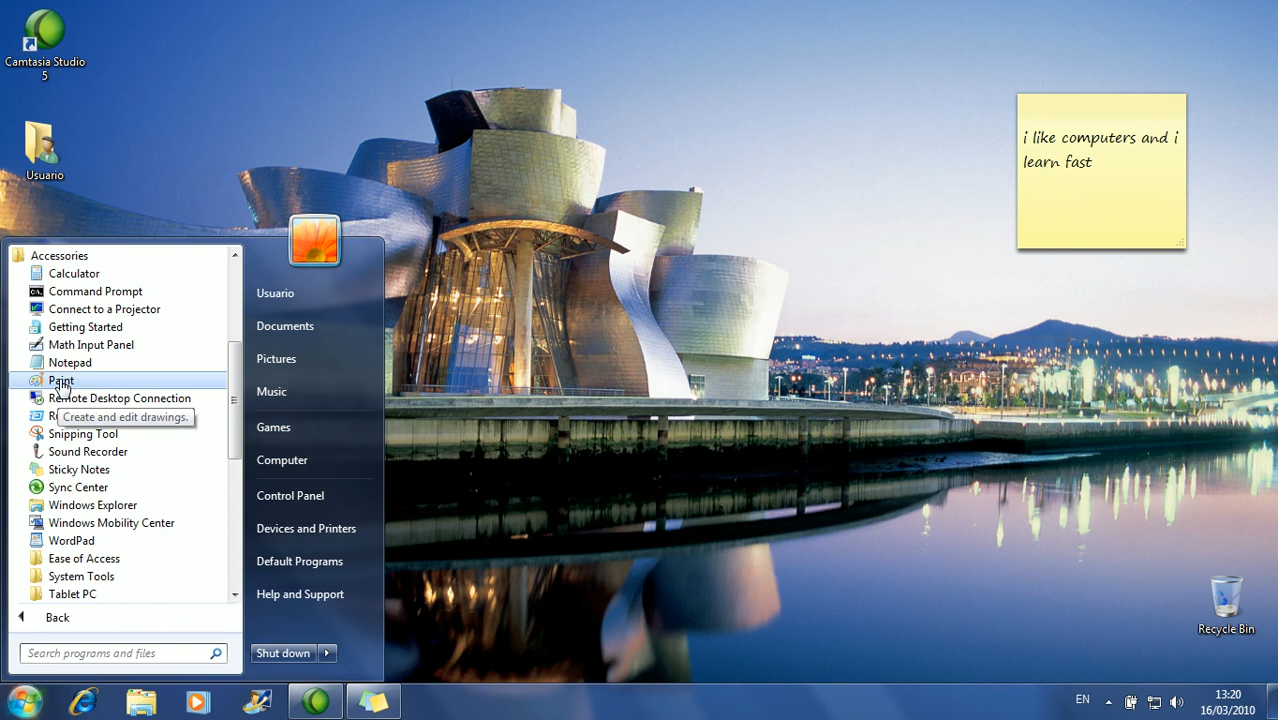 Camtasia Studio
5
Usuario
i like computers and i
learn fast
Accessories
Calculator
Command Prompt
Connect to a Projector
Getting Started
Math Input Panel
Notepad
Paint
Remote Desktop Connection
Create and edit drawings.
Snipping Tool
Sound Recorder
Sticky Notes
Sync Center
Windows Explorer
Windows Mobility Center
WordPad
Ease of Access
System Tools
Tablet PC
Back
Search programs and files
Usuario
Documents
Pictures
Music
Games
Computer
Control Panel
Devices and Printers
Default Programs
Help and Support
Shut down
Recycle Bin
EN
13:20
16/03/2010